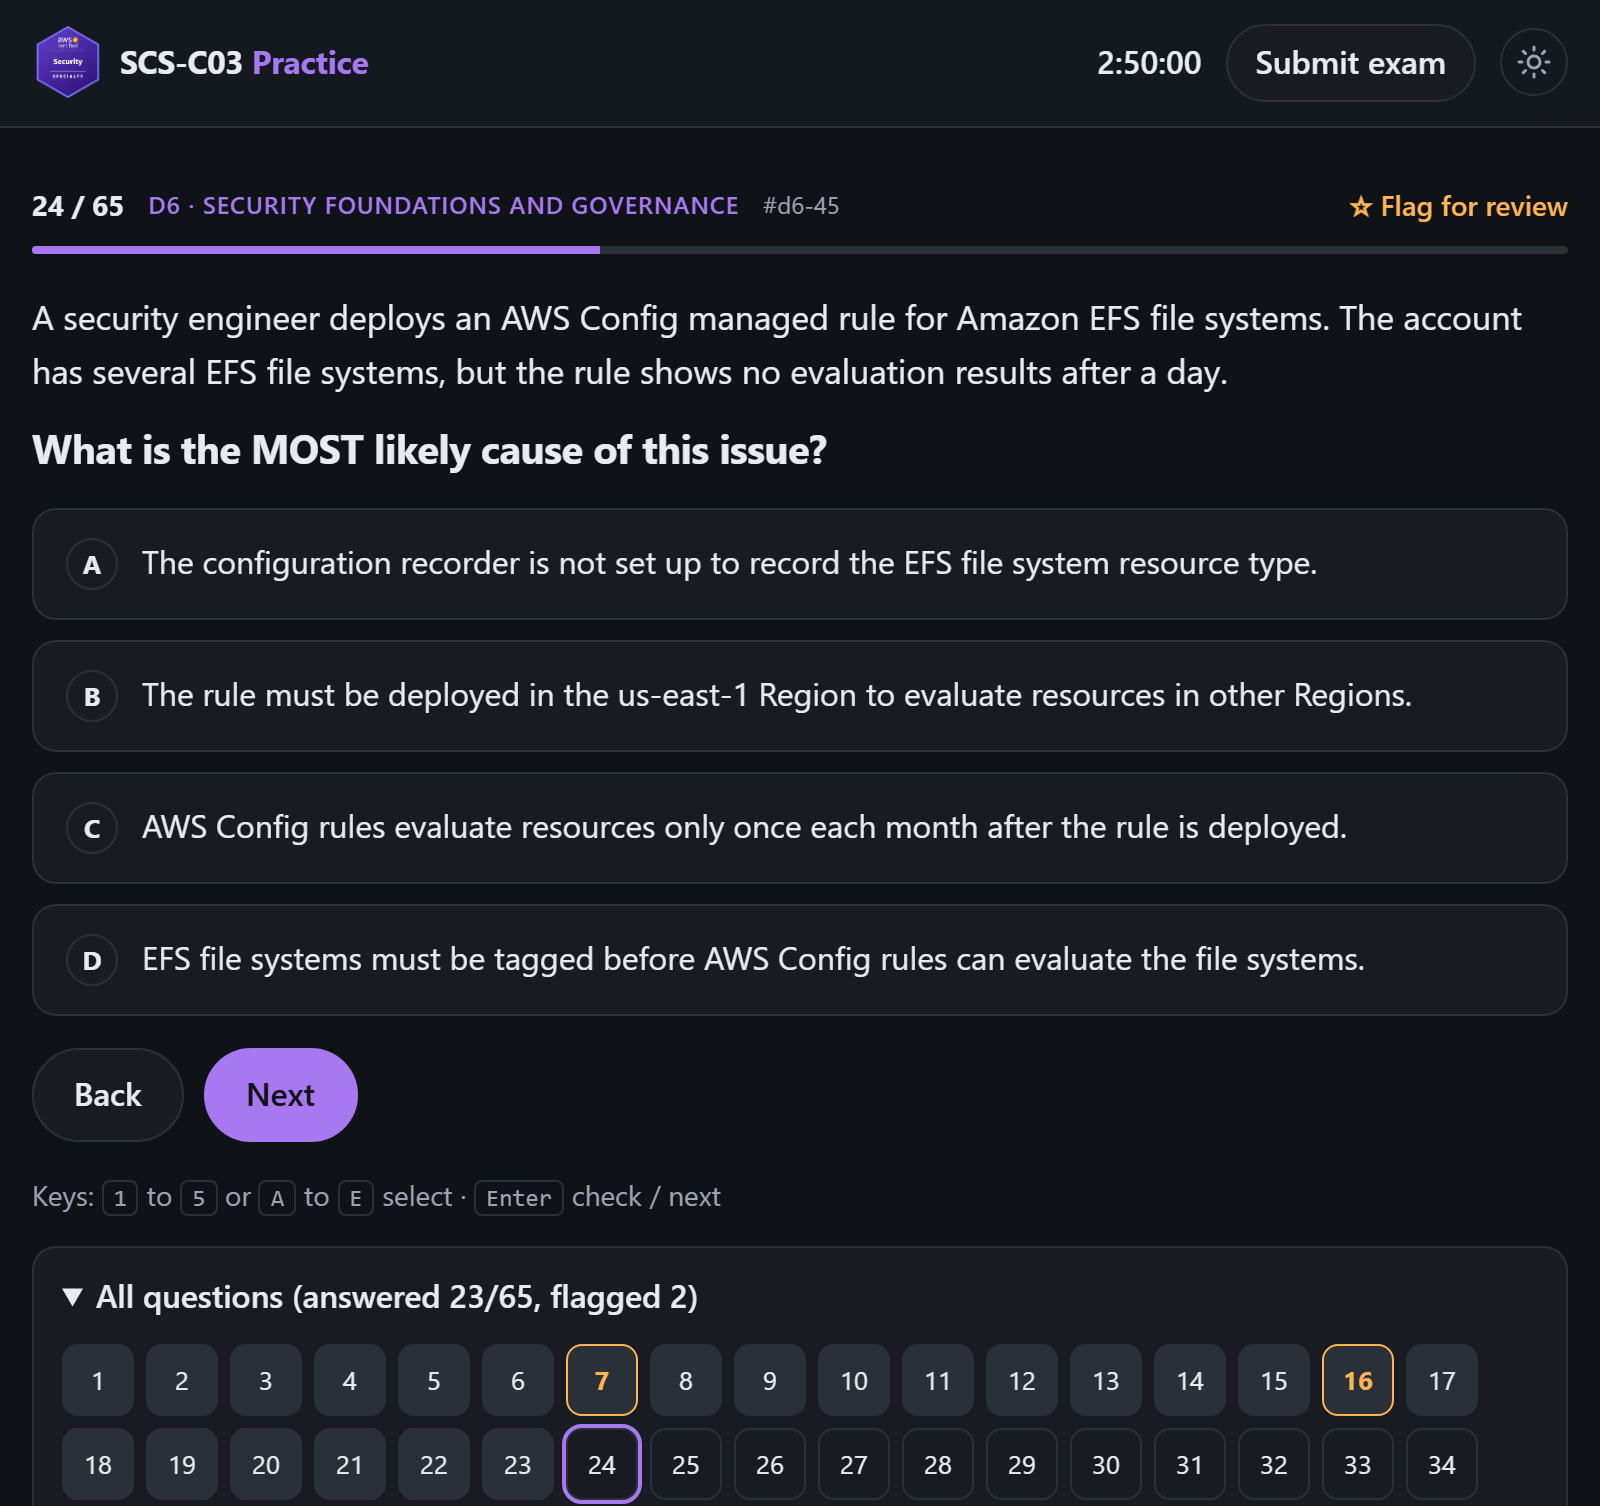 aws
certified
Security
SPECIALTY
SCS-C03 Practice
2:50:00
Submit exam
24 / 65 D6 · SECURITY FOUNDATIONS AND GOVERNANCE #d6-45
☆ Flag for review
A security engineer deploys an AWS Config managed rule for Amazon EFS file systems. The account
has several EFS file systems, but the rule shows no evaluation results after a day.
What is the MOST likely cause of this issue?
A The configuration recorder is not set up to record the EFS file system resource type.
B The rule must be deployed in the us-east-1 Region to evaluate resources in other Regions.
C AWS Config rules evaluate resources only once each month after the rule is deployed.
D EFS file systems must be tagged before AWS Config rules can evaluate the file systems.
Back Next
Keys: 1 to 5 or A to E select · Enter check / next
▼ All questions (answered 23/65, flagged 2)
1 2 3 4 5 6 7 8 9 10 11 12 13 14 15 16 17
18 19 20 21 22 23 24 25 26 27 28 29 30 31 32 33 34